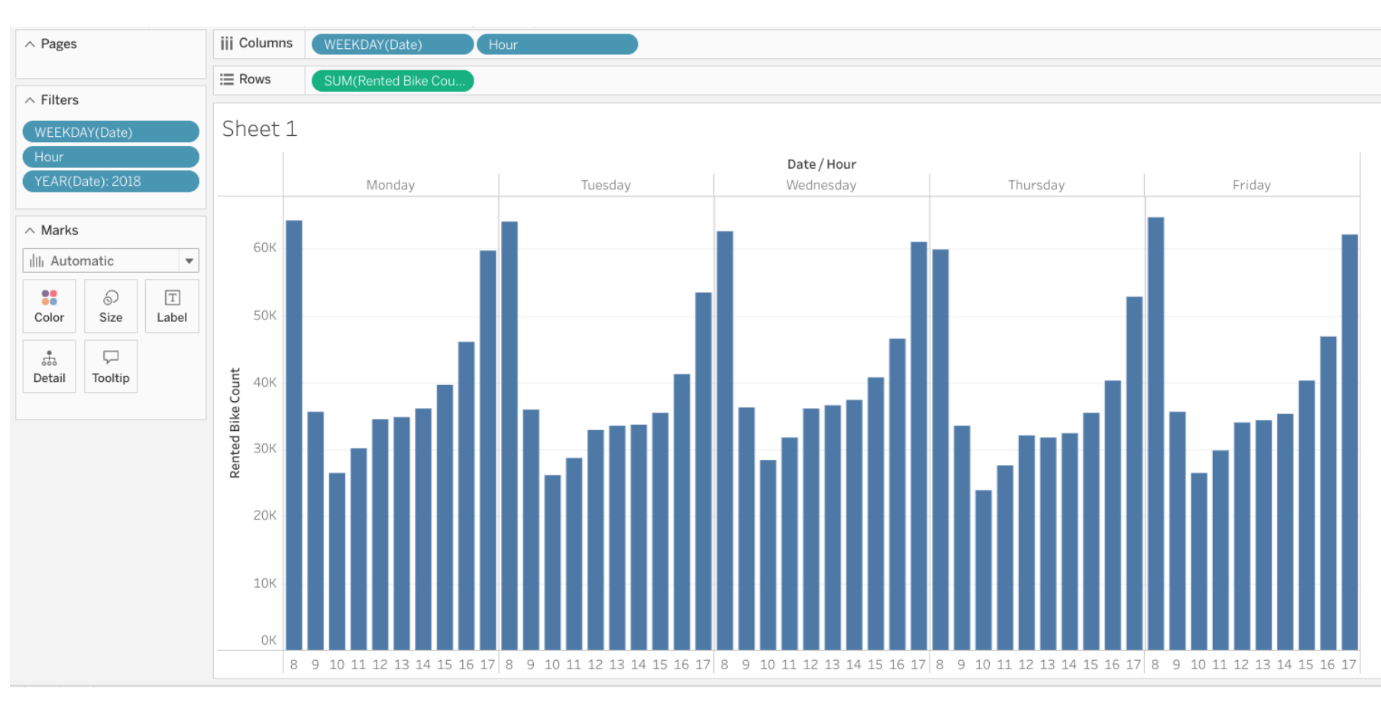 Pages
Columns WEEKDAY(Date) Hour
Rows SUM(Rented Bike Cou...
Filters
WEEKDAY(Date)
Hour
YEAR(Date): 2018
Marks
Automatic
Color Size Label
Detail Tooltip
Sheet 1
Date / Hour
Monday Tuesday Wednesday Thursday Friday
Rented Bike Count
60K
50K
40K
30K
20K
10K
0K
8 9 10 11 12 13 14 15 16 17 8 9 10 11 12 13 14 15 16 17 8 9 10 11 12 13 14 15 16 17 8 9 10 11 12 13 14 15 16 17 8 9 10 11 12 13 14 15 16 17